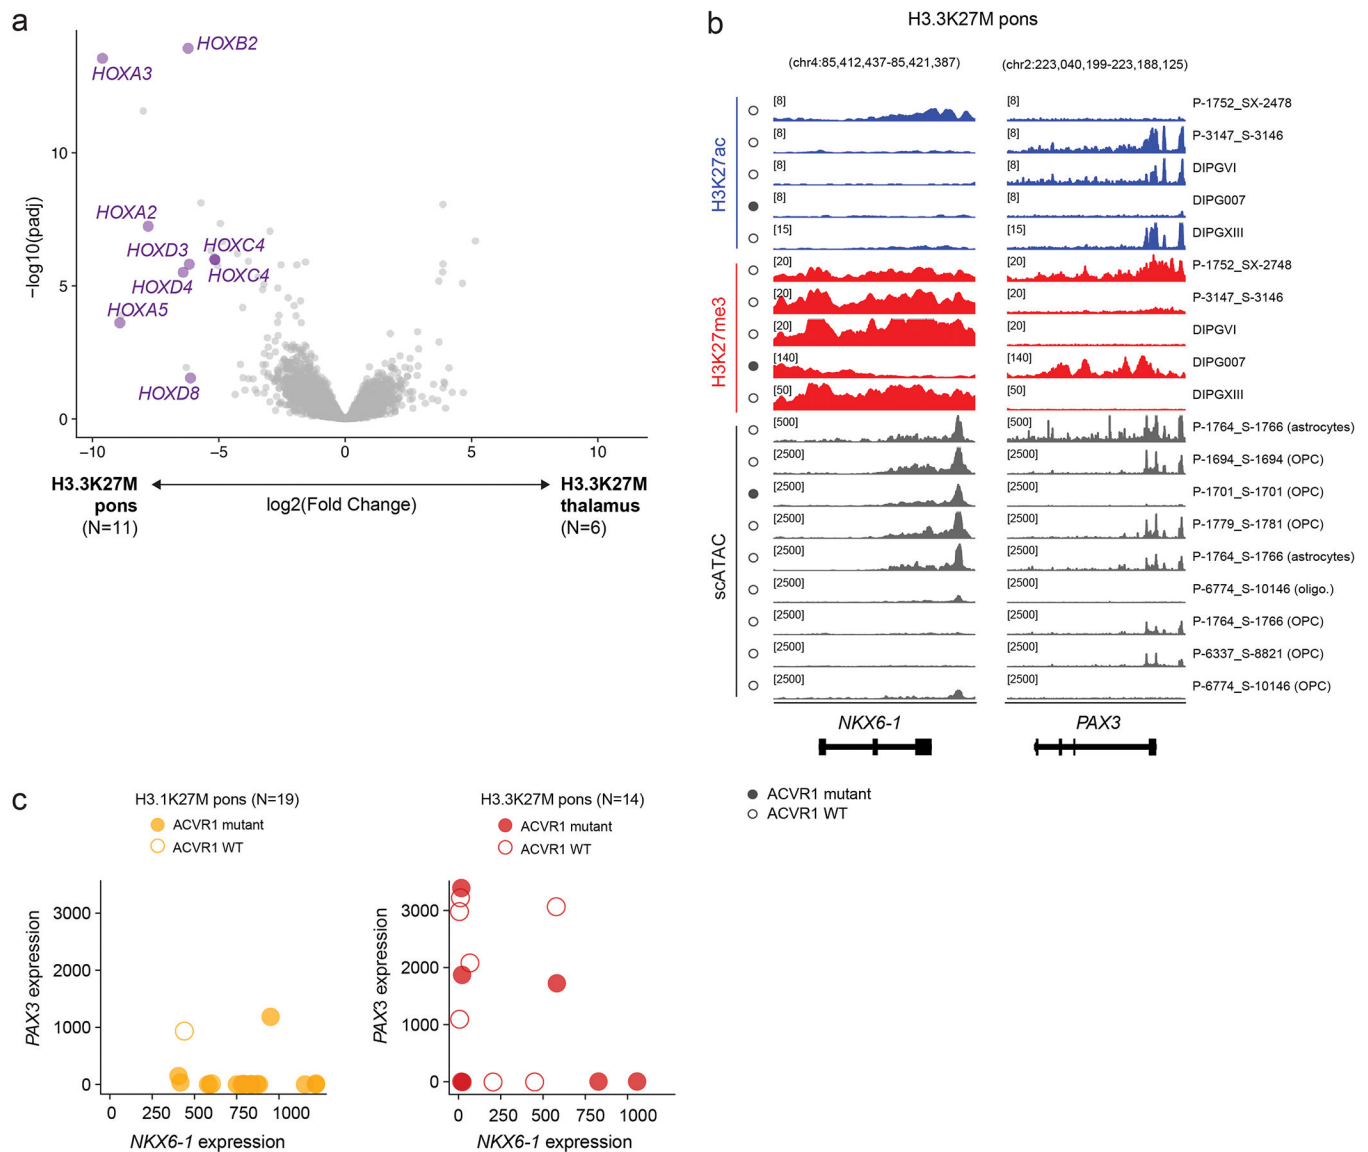 a
HOXB2
HOXA3
HOXA2
HOXD3
HOXC4
HOXD4
HOXC4
HOXA5
HOXD8
−log10(padj)
10
5
0
−10
−5
0
5
10
H3.3K27M
pons
(N=11)
log2(Fold Change)
H3.3K27M
thalamus
(N=6)
b
H3.3K27M pons
(chr4:85,412,437-85,421,387)
(chr2:223,040,199-223,188,125)
H3K27ac
[8] [8] P-1752_SX-2478
[8] [8] P-3147_S-3146
[8] [8] DIPGVI
[8] [8] DIPG007
[15] [15] DIPGXIII
H3K27me3
[20] [20] P-1752_SX-2748
[20] [20] P-3147_S-3146
[20] [20] DIPGVI
[140] [140] DIPG007
[50] [50] DIPGXIII
scATAC
[500] [500] P-1764_S-1766 (astrocytes)
[2500] [2500] P-1694_S-1694 (OPC)
[2500] [2500] P-1701_S-1701 (OPC)
[2500] [2500] P-1779_S-1781 (OPC)
[2500] [2500] P-1764_S-1766 (astrocytes)
[2500] [2500] P-6774_S-10146 (oligo.)
[2500] [2500] P-1764_S-1766 (OPC)
[2500] [2500] P-6337_S-8821 (OPC)
[2500] [2500] P-6774_S-10146 (OPC)
NKX6-1
PAX3
ACVR1 mutant
ACVR1 WT
c
H3.1K27M pons (N=19)
ACVR1 mutant
ACVR1 WT
PAX3 expression
3000
2000
1000
0
0 250 500 750 1000
NKX6-1 expression
H3.3K27M pons (N=14)
ACVR1 mutant
ACVR1 WT
PAX3 expression
3000
2000
1000
0
0 250 500 750 1000
NKX6-1 expression